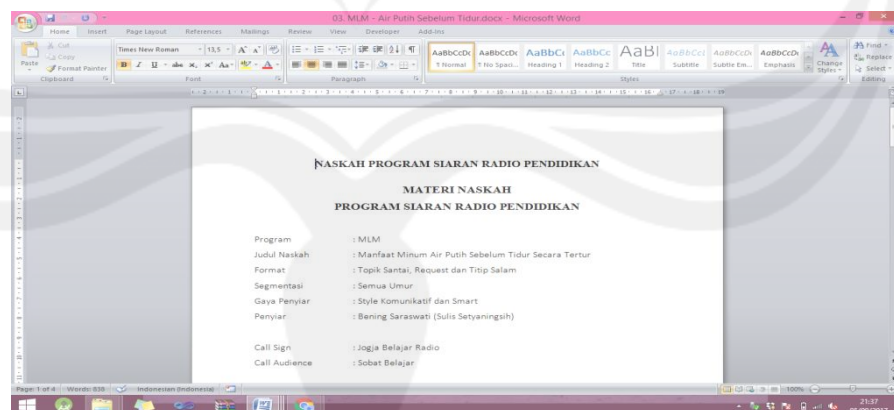 03. MLM - Air Putih Sebelum Tidur.docx - Microsoft Word
Home Insert Page Layout References Mailings Review View Developer Add-Ins
Cut
Copy
Paste
Format Painter
Times New Roman 13,5
AaBbCcDc AaBbCcDc AaBbCc AaBbCc AaB AaBbCcI AaBbCcDi AaBbCcDi
¶ Normal ¶ No Spaci... Heading 1 Heading 2 Title Subtitle Subtle Em... Emphasis
Change Styles
Find
Replace
Select
Clipboard Font Paragraph Styles Editing
NASKAH PROGRAM SIARAN RADIO PENDIDIKAN
MATERI NASKAH
PROGRAM SIARAN RADIO PENDIDIKAN
Program : MLM
Judul Naskah : Manfaat Minum Air Putih Sebelum Tidur Secara Tertur
Format : Topik Santai, Request dan Titip Salam
Segmentasi : Semua Umur
Gaya Penyiar : Style Komunikatif dan Smart
Penyiar : Bening Saraswati (Sulis Setyaningsih)
Call Sign : Jogja Belajar Radio
Call Audience : Sobat Belajar
Page: 1 of 4 Words: 838 Indonesian (Indonesia) 100%
21:37